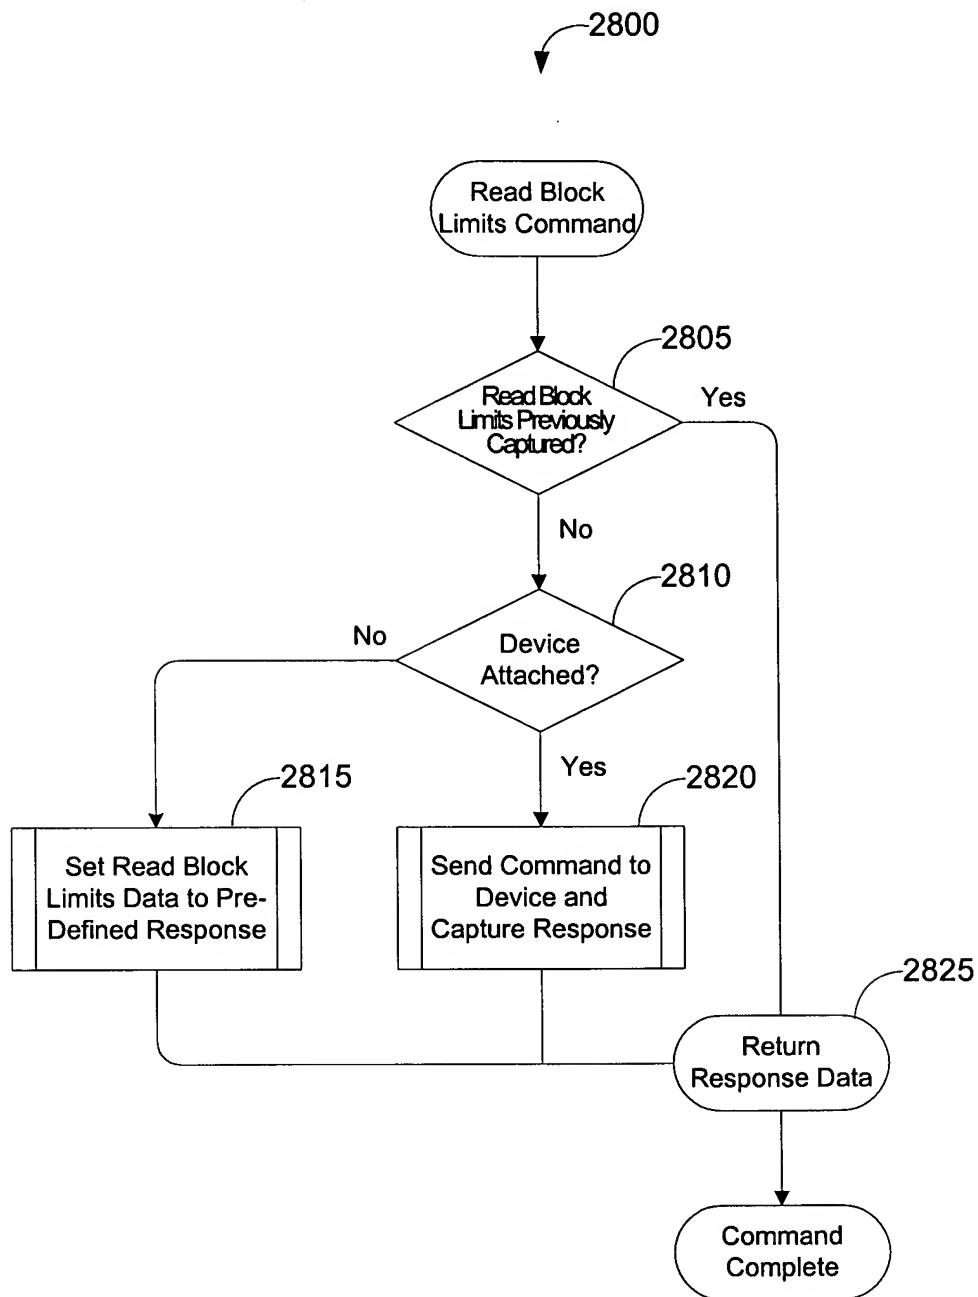 2800
Read Block
Limits Command
2805
Read Block
Limits Previously
Captured?
Yes
No
2810
Device
Attached?
No
Yes
2815
Set Read Block
Limits Data to Pre-
Defined Response
2820
Send Command to
Device and
Capture Response
2825
Return
Response Data
Command
Complete